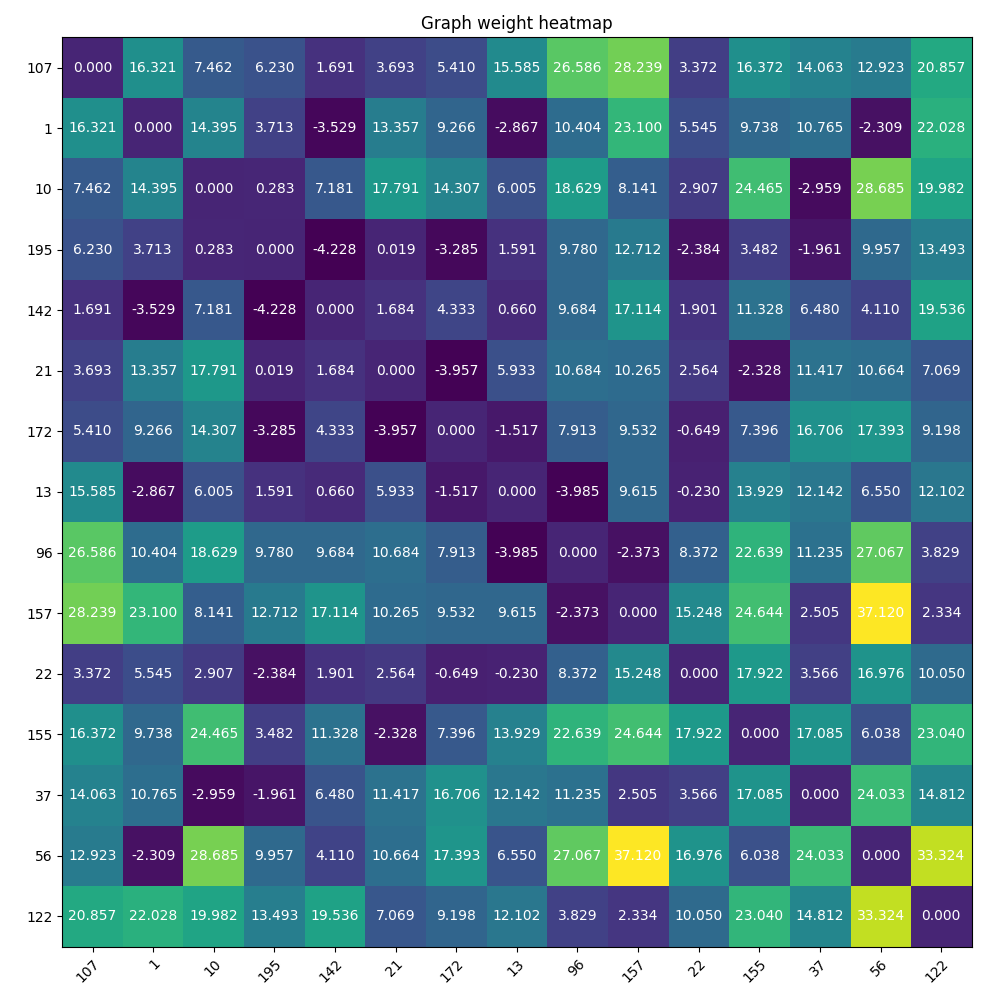 Graph weight heatmap
107 0.000 16.321 7.462 6.230 1.691 3.693 5.410 15.585 26.586 28.239 3.372 16.372 14.063 12.923 20.857
1 16.321 0.000 14.395 3.713 -3.529 13.357 9.266 -2.867 10.404 23.100 5.545 9.738 10.765 -2.309 22.028
10 7.462 14.395 0.000 0.283 7.181 17.791 14.307 6.005 18.629 8.141 2.907 24.465 -2.959 28.685 19.982
195 6.230 3.713 0.283 0.000 -4.228 0.019 -3.285 1.591 9.780 12.712 -2.384 3.482 -1.961 9.957 13.493
142 1.691 -3.529 7.181 -4.228 0.000 1.684 4.333 0.660 9.684 17.114 1.901 11.328 6.480 4.110 19.536
21 3.693 13.357 17.791 0.019 1.684 0.000 -3.957 5.933 10.684 10.265 2.564 -2.328 11.417 10.664 7.069
172 5.410 9.266 14.307 -3.285 4.333 -3.957 0.000 -1.517 7.913 9.532 -0.649 7.396 16.706 17.393 9.198
13 15.585 -2.867 6.005 1.591 0.660 5.933 -1.517 0.000 -3.985 9.615 -0.230 13.929 12.142 6.550 12.102
96 26.586 10.404 18.629 9.780 9.684 10.684 7.913 -3.985 0.000 -2.373 8.372 22.639 11.235 27.067 3.829
157 28.239 23.100 8.141 12.712 17.114 10.265 9.532 9.615 -2.373 0.000 15.248 24.644 2.505 37.120 2.334
22 3.372 5.545 2.907 -2.384 1.901 2.564 -0.649 -0.230 8.372 15.248 0.000 17.922 3.566 16.976 10.050
155 16.372 9.738 24.465 3.482 11.328 -2.328 7.396 13.929 22.639 24.644 17.922 0.000 17.085 6.038 23.040
37 14.063 10.765 -2.959 -1.961 6.480 11.417 16.706 12.142 11.235 2.505 3.566 17.085 0.000 24.033 14.812
56 12.923 -2.309 28.685 9.957 4.110 10.664 17.393 6.550 27.067 37.120 16.976 6.038 24.033 0.000 33.324
122 20.857 22.028 19.982 13.493 19.536 7.069 9.198 12.102 3.829 2.334 10.050 23.040 14.812 33.324 0.000
107 1 10 195 142 21 172 13 96 157 22 155 37 56 122